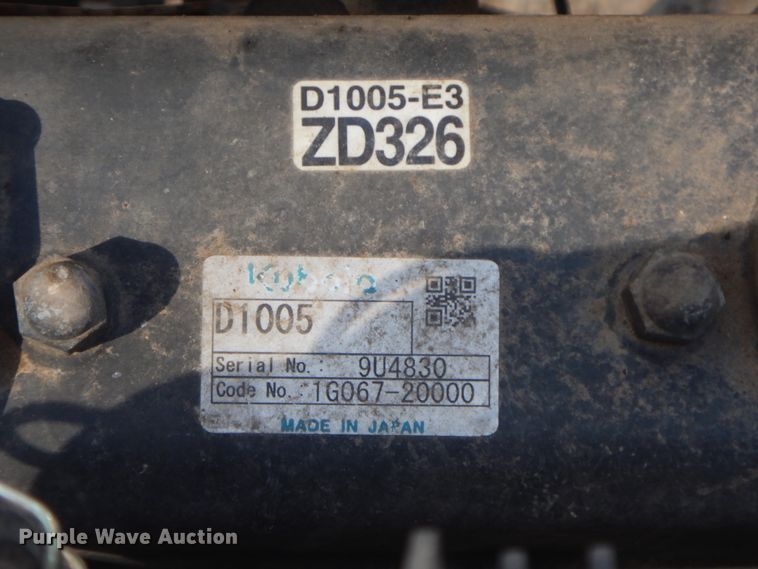 D1005-E3
ZD326
Kubota
D1005
Serial No.: 9U4830
Code No.: 1G067-20000
MADE IN JAPAN
Purple Wave Auction